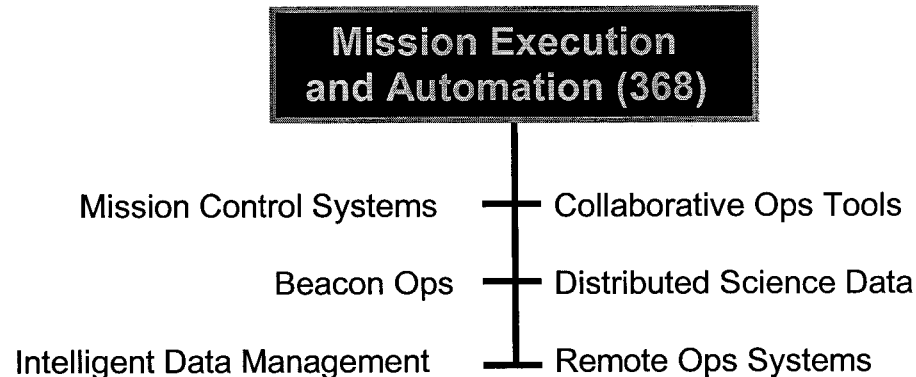 Mission Execution
and Automation (368)
Mission Control Systems
Collaborative Ops Tools
Beacon Ops
Distributed Science Data
Intelligent Data Management
Remote Ops Systems